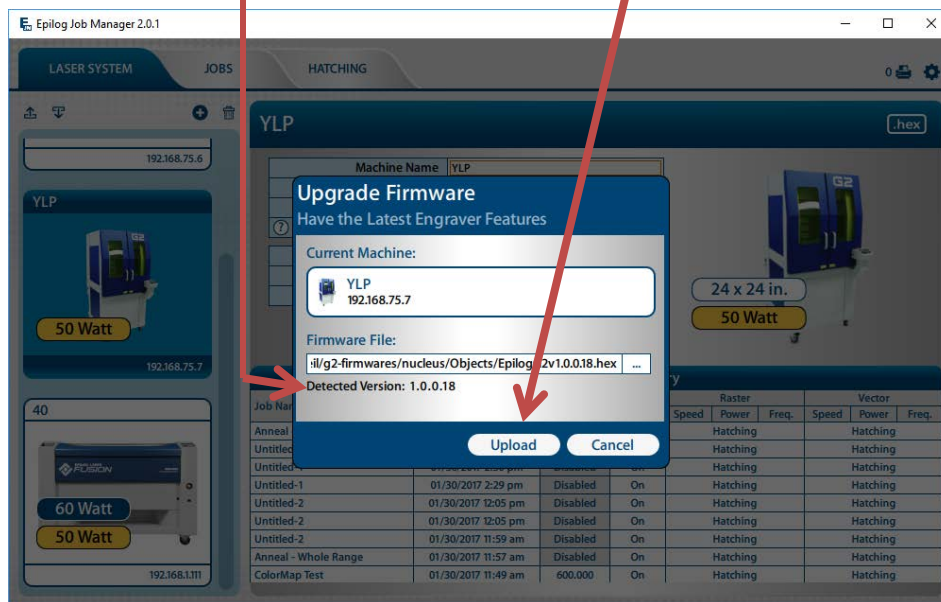 Epilog Job Manager 2.0.1
LASER SYSTEM JOBS HATCHING 0
192.168.75.6
YLP
G2
50 Watt
192.168.75.7
40
FUSION
60 Watt
50 Watt
192.168.1.111
YLP .hex
Machine Name YLP
G2
24 x 24 in.
50 Watt
Upgrade Firmware
Have the Latest Engraver Features
Current Machine:
YLP
192.168.75.7
Firmware File:
il/g2-firmwares/nucleus/Objects/Epilog 2v1.0.0.18.hex ...
Detected Version: 1.0.0.18
Upload Cancel
Raster Vector
Speed Power Freq. Speed Power Freq.
Anneal Hatching Hatching
Hatching Hatching
Hatching Hatching
Untitled-1 01/30/2017 2:29 pm Disabled On Hatching Hatching
Untitled-2 01/30/2017 12:05 pm Disabled On Hatching Hatching
Untitled-2 01/30/2017 12:05 pm Disabled On Hatching Hatching
Untitled-2 01/30/2017 11:59 am Disabled On Hatching Hatching
Anneal - Whole Range 01/30/2017 11:57 am Disabled On Hatching Hatching
ColorMap Test 01/30/2017 11:49 am 600.000 On Hatching Hatching